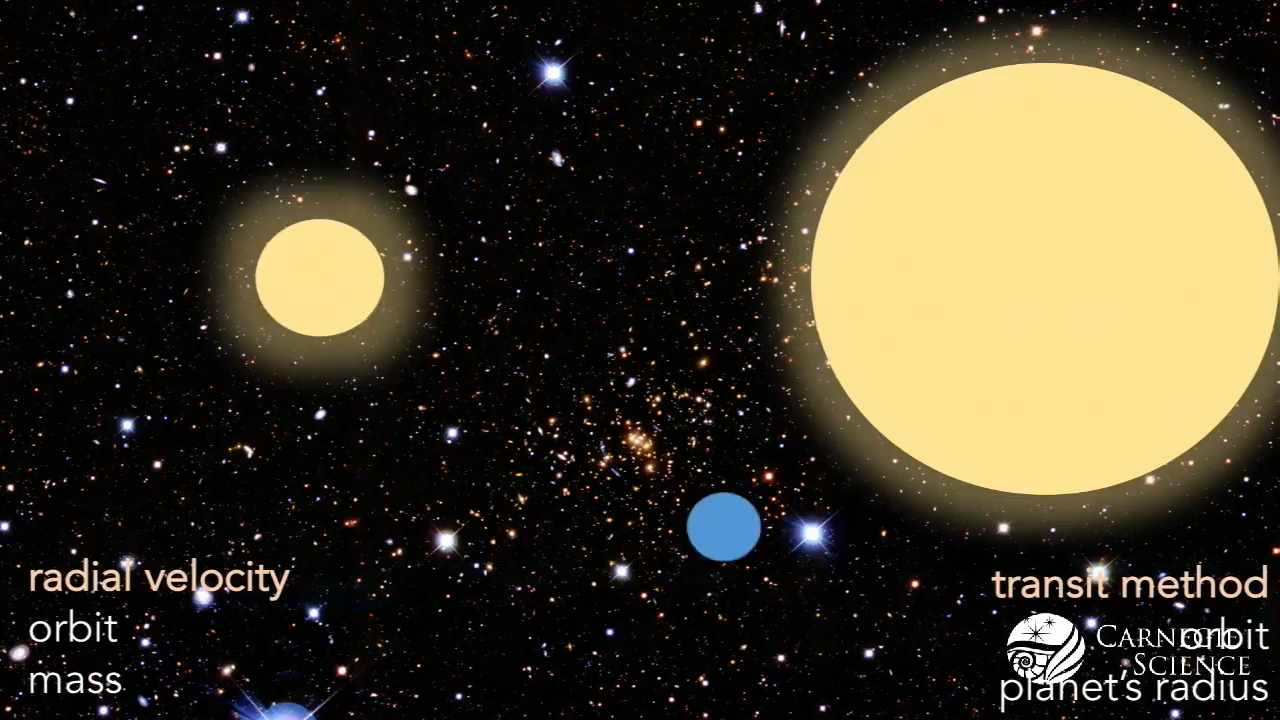 radial velocity
orbit
mass
transit method
orbit
planet's radius
CARNEGIE
SCIENCE